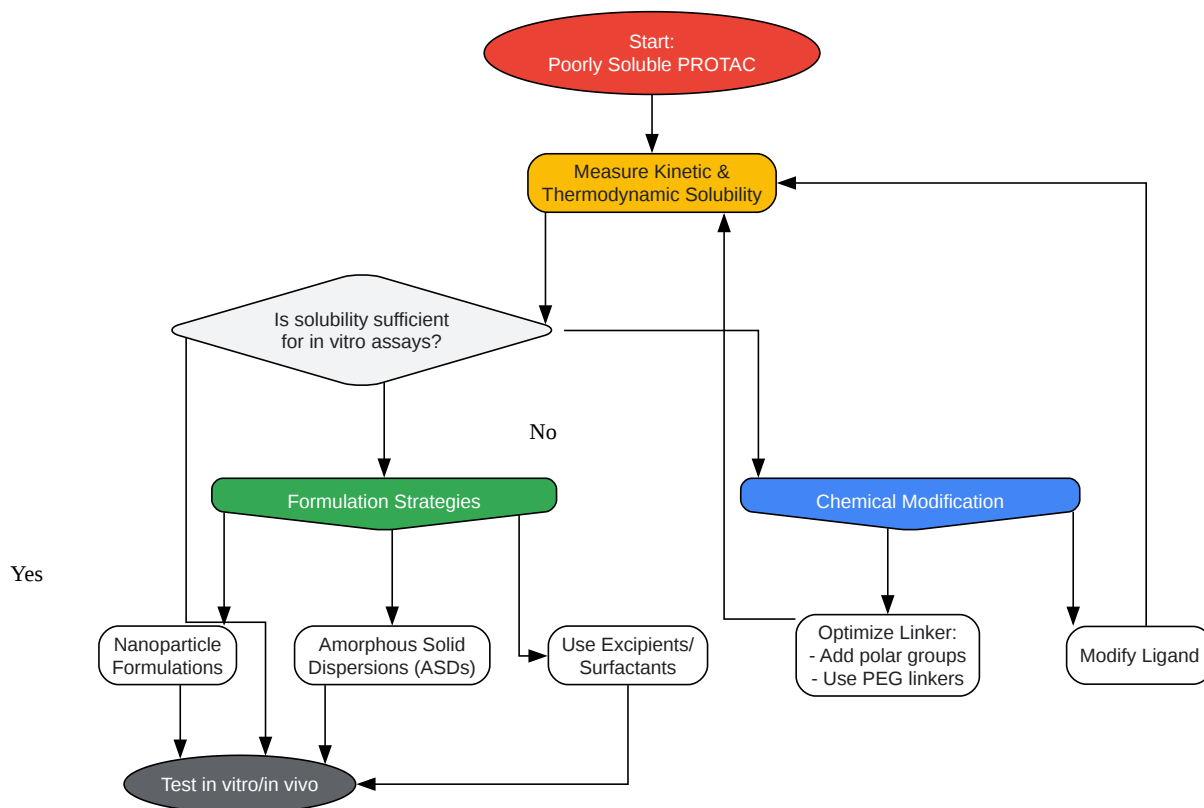 Start:
Poorly Soluble PROTAC
Measure Kinetic &
Thermodynamic Solubility
Is solubility sufficient
for in vitro assays?
No
Formulation Strategies
Chemical Modification
Yes
Nanoparticle
Formulations
Amorphous Solid
Dispersions (ASDs)
Use Excipients/
Surfactants
Optimize Linker:
- Add polar groups
- Use PEG linkers
Modify Ligand
Test in vitro/in vivo